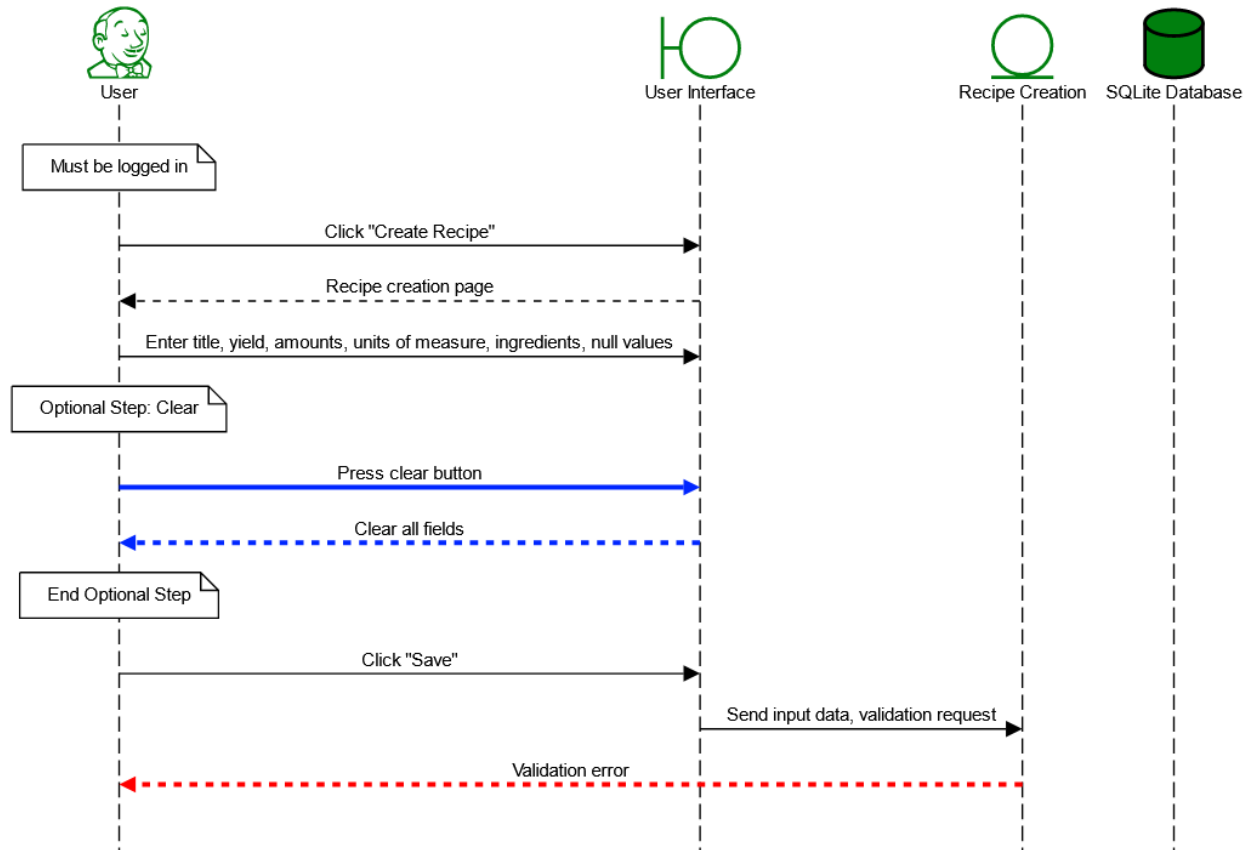 User
User Interface
Recipe Creation
SQLite Database
Must be logged in
Click "Create Recipe"
Recipe creation page
Enter title, yield, amounts, units of measure, ingredients, null values
Optional Step: Clear
Press clear button
Clear all fields
End Optional Step
Click "Save"
Send input data, validation request
Validation error